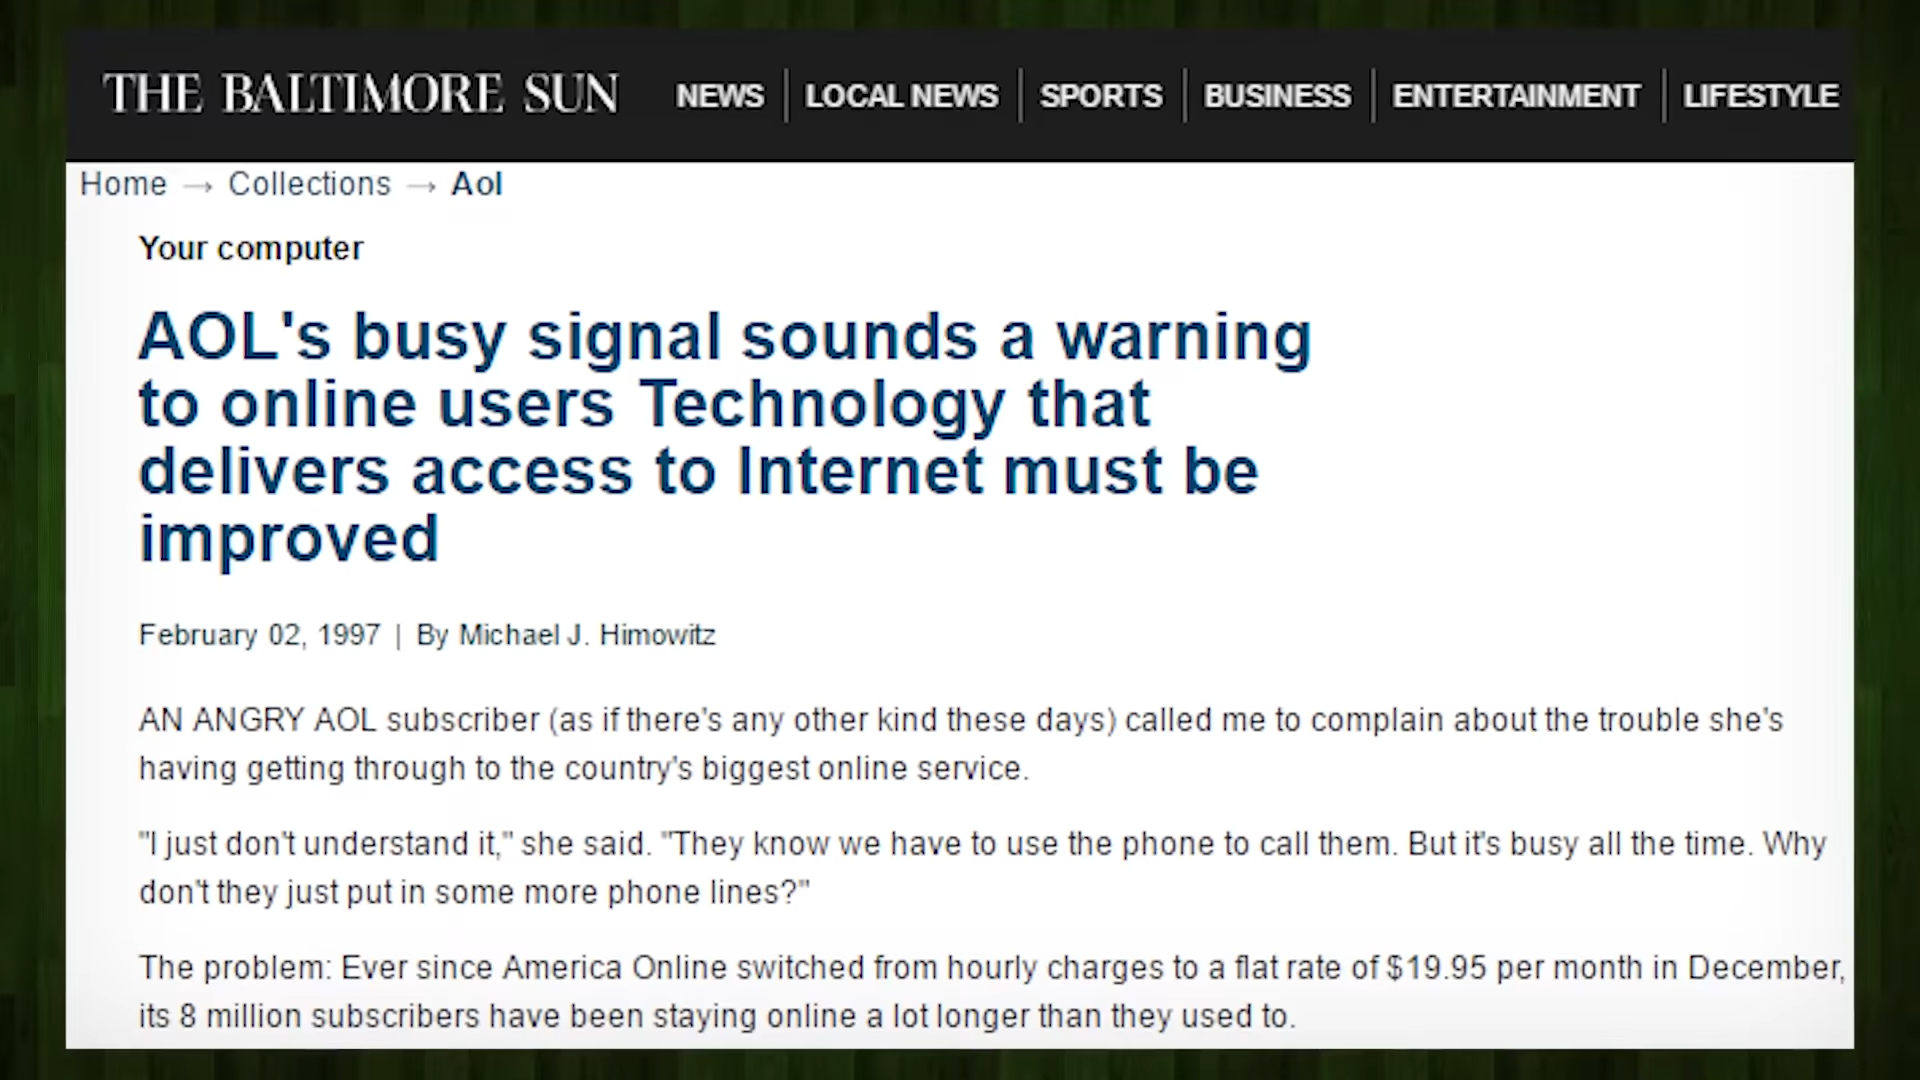 THE BALTIMORE SUN NEWS LOCAL NEWS SPORTS BUSINESS ENTERTAINMENT LIFESTYLE
Home → Collections → Aol
Your computer
AOL's busy signal sounds a warning
to online users Technology that
delivers access to Internet must be
improved
February 02, 1997 | By Michael J. Himowitz
AN ANGRY AOL subscriber (as if there's any other kind these days) called me to complain about the trouble she's
having getting through to the country's biggest online service.
"I just don't understand it," she said. "They know we have to use the phone to call them. But it's busy all the time. Why
don't they just put in some more phone lines?"
The problem: Ever since America Online switched from hourly charges to a flat rate of $19.95 per month in December,
its 8 million subscribers have been staying online a lot longer than they used to.